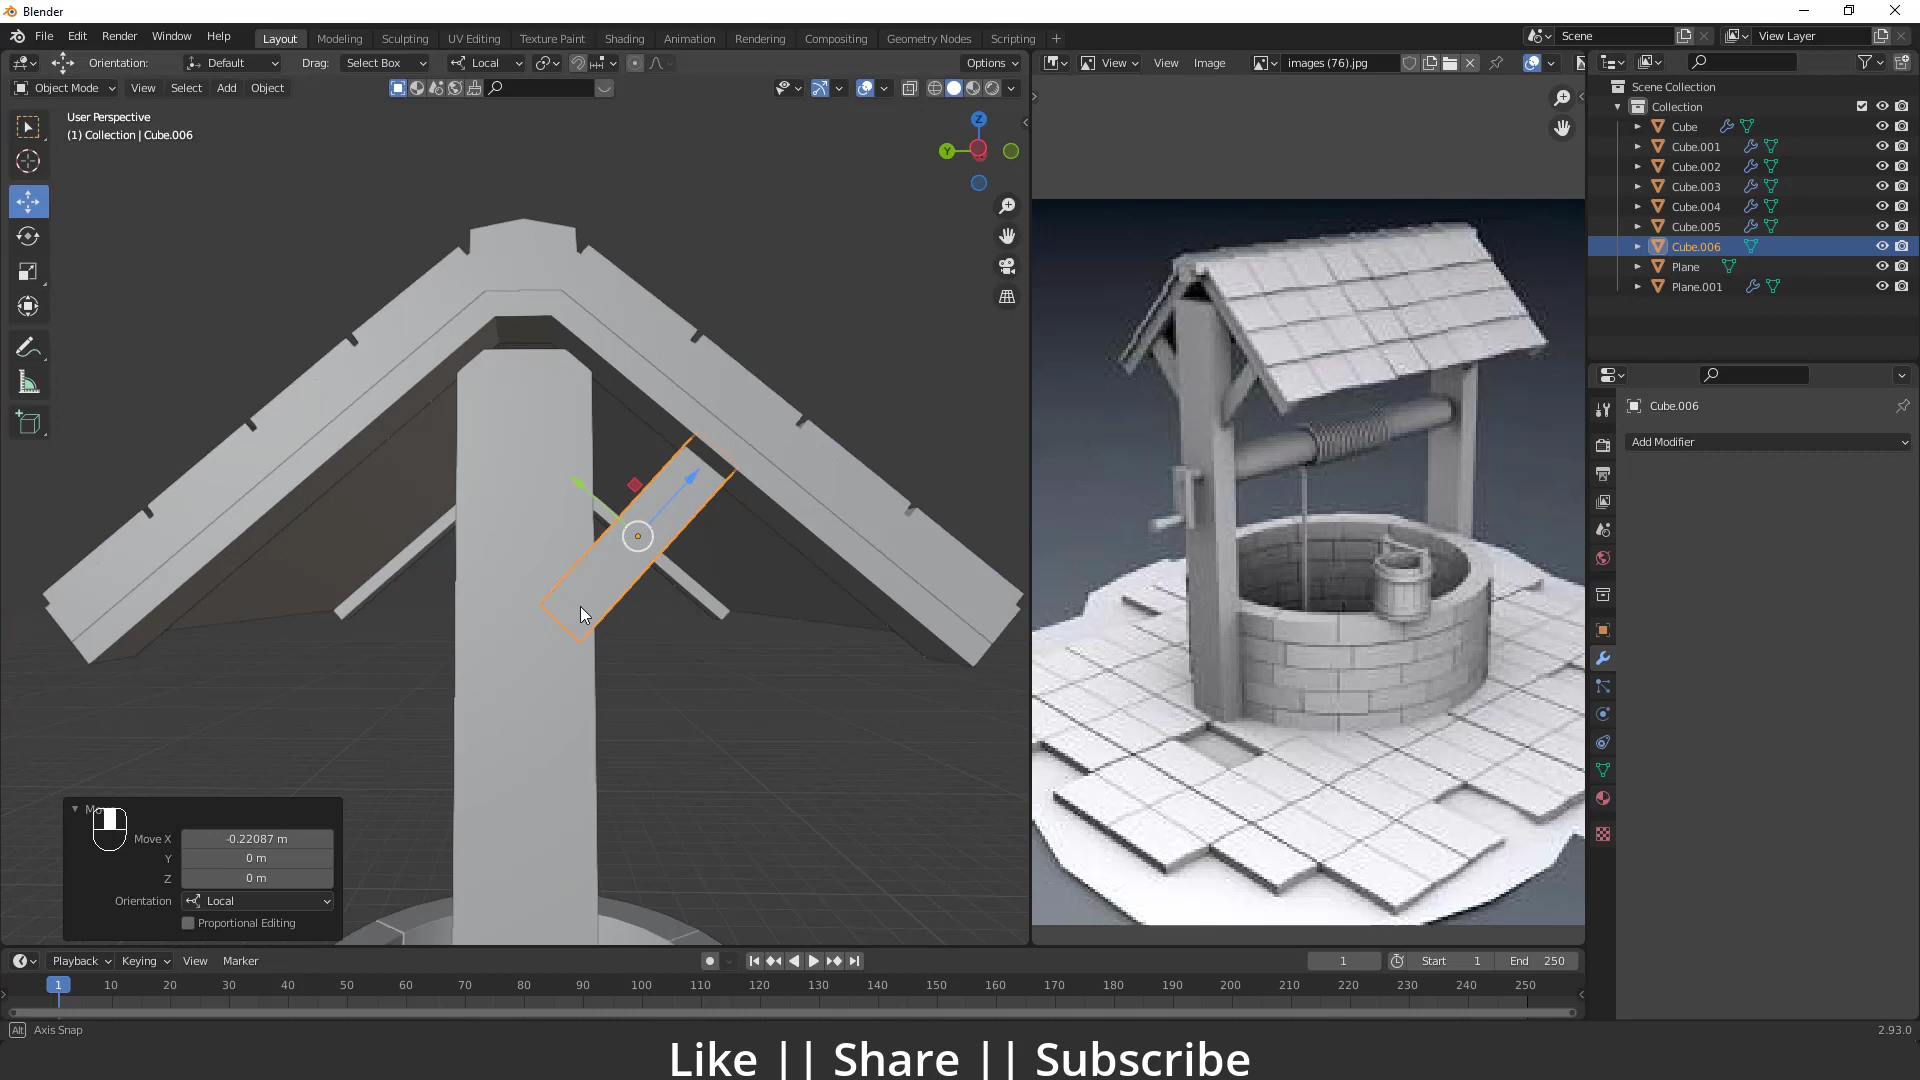 Blender
File Edit Render Window Help
Layout Modeling Sculpting UV Editing Texture Paint Shading Animation Rendering Compositing Geometry Nodes Scripting +
Scene
View Layer
Orientation: Default Drag: Select Box Local Options
View View Image images (76).jpg
Object Mode View Select Add Object
User Perspective
(1) Collection | Cube.006
Z
Y
Scene Collection
Collection
Cube
Cube.001
Cube.002
Cube.003
Cube.004
Cube.005
Cube.006
Plane
Plane.001
Cube.006
Add Modifier
Move X -0.22087 m
Y 0 m
Z 0 m
Orientation Local
Proportional Editing
Playback Keying View Marker
1 Start 1 End 250
1 10 20 30 40 50 60 70 80 90 100 110 120 130 140 150 160 170 180 190 200 210 220 230 240 250
Alt Axis Snap
2.93.0
Like || Share || Subscribe